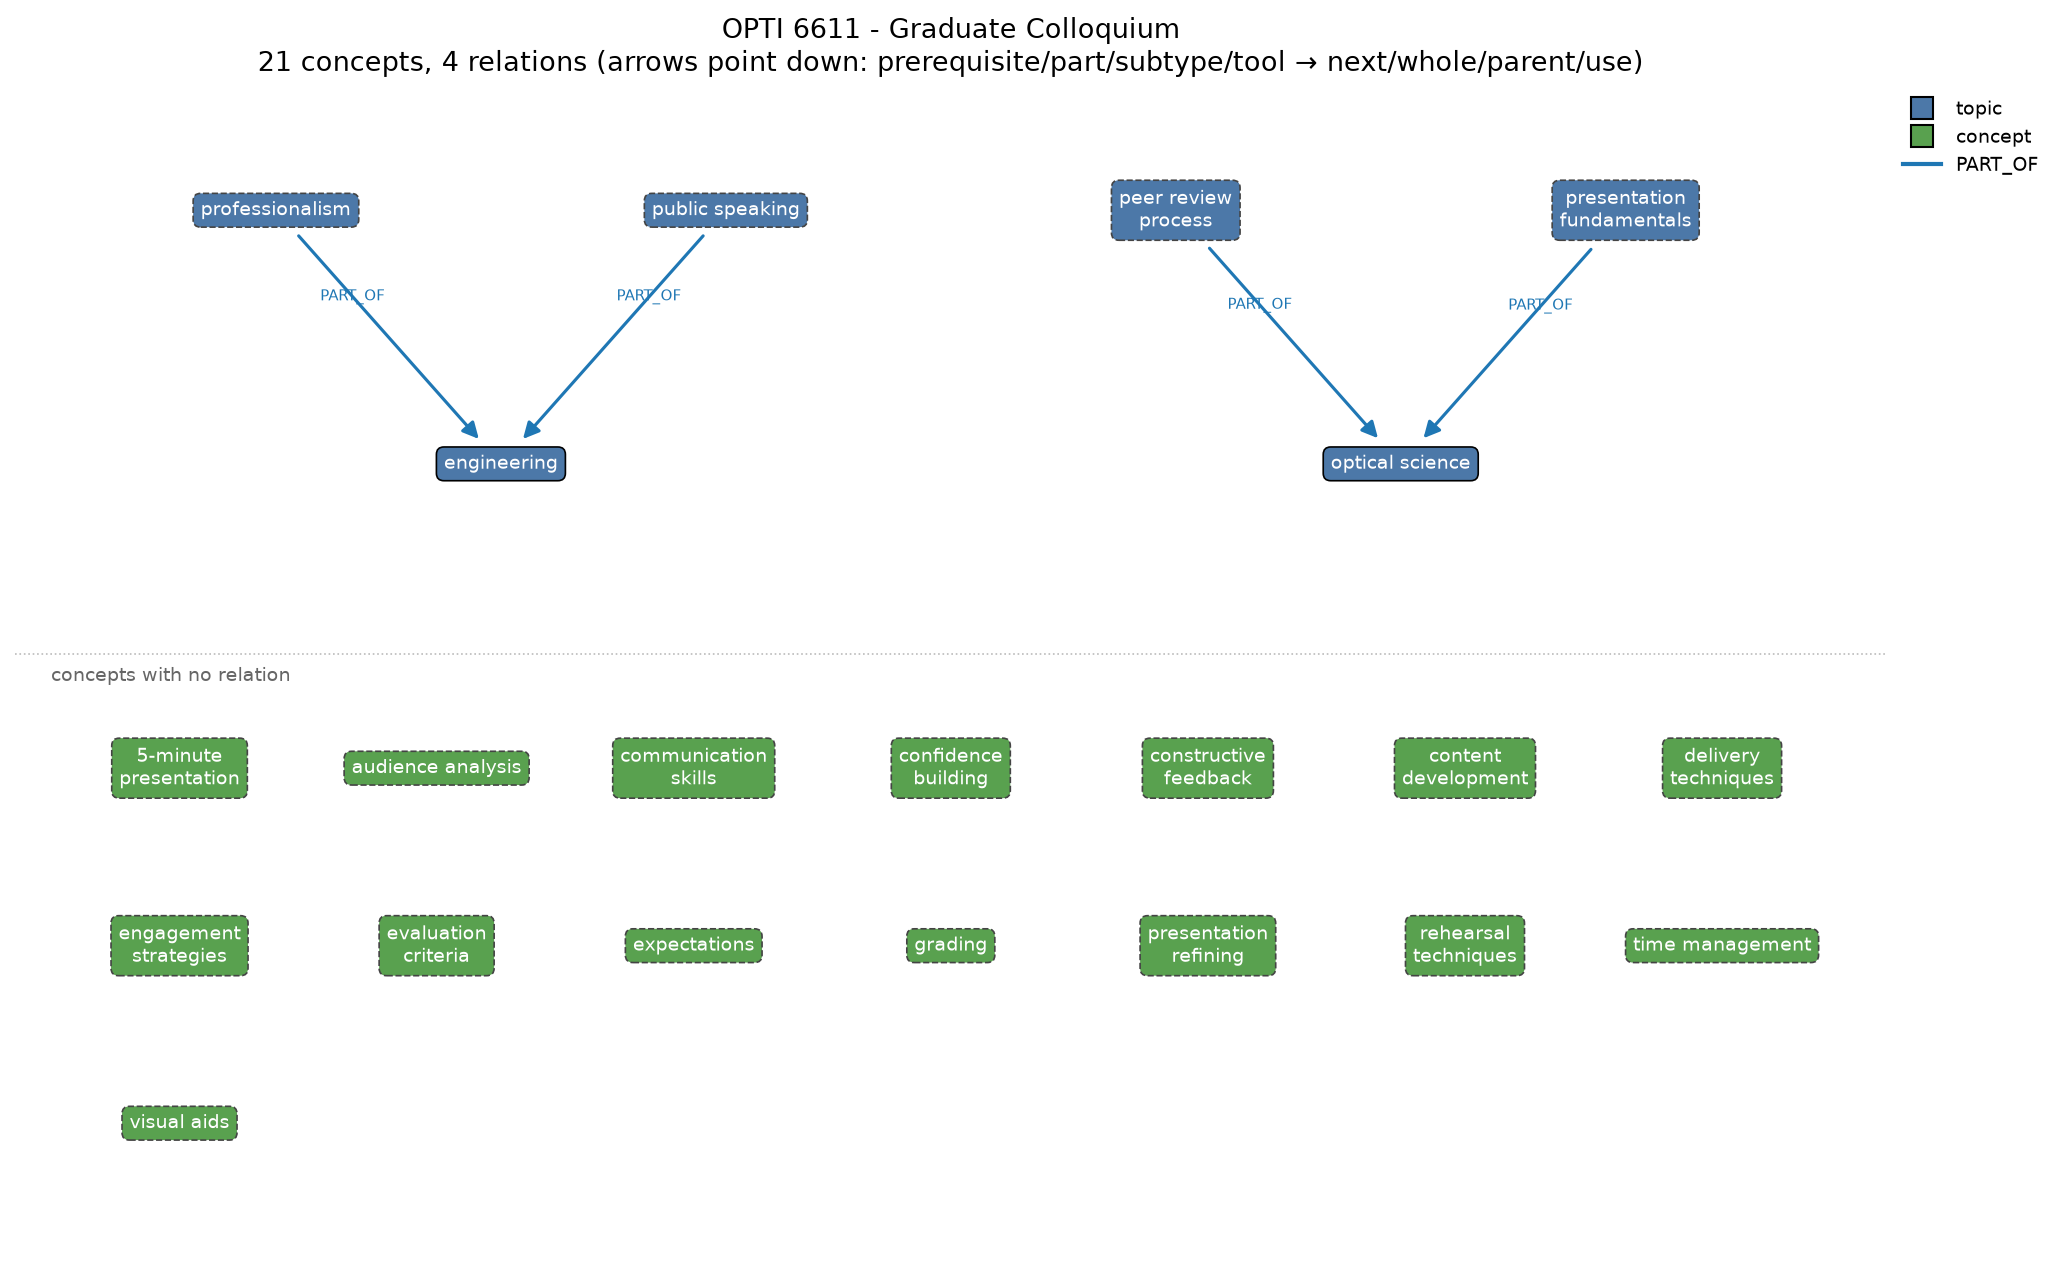 OPTI 6611 - Graduate Colloquium
21 concepts, 4 relations (arrows point down: prerequisite/part/subtype/tool → next/whole/parent/use)
topic
concept
PART_OF
professionalism
public speaking
peer review
process
presentation
fundamentals
PART_OF
PART_OF
PART_OF
PART_OF
engineering
optical science
concepts with no relation
5-minute
presentation
audience analysis
communication
skills
confidence
building
constructive
feedback
content
development
delivery
techniques
engagement
strategies
evaluation
criteria
expectations
grading
presentation
refining
rehearsal
techniques
time management
visual aids